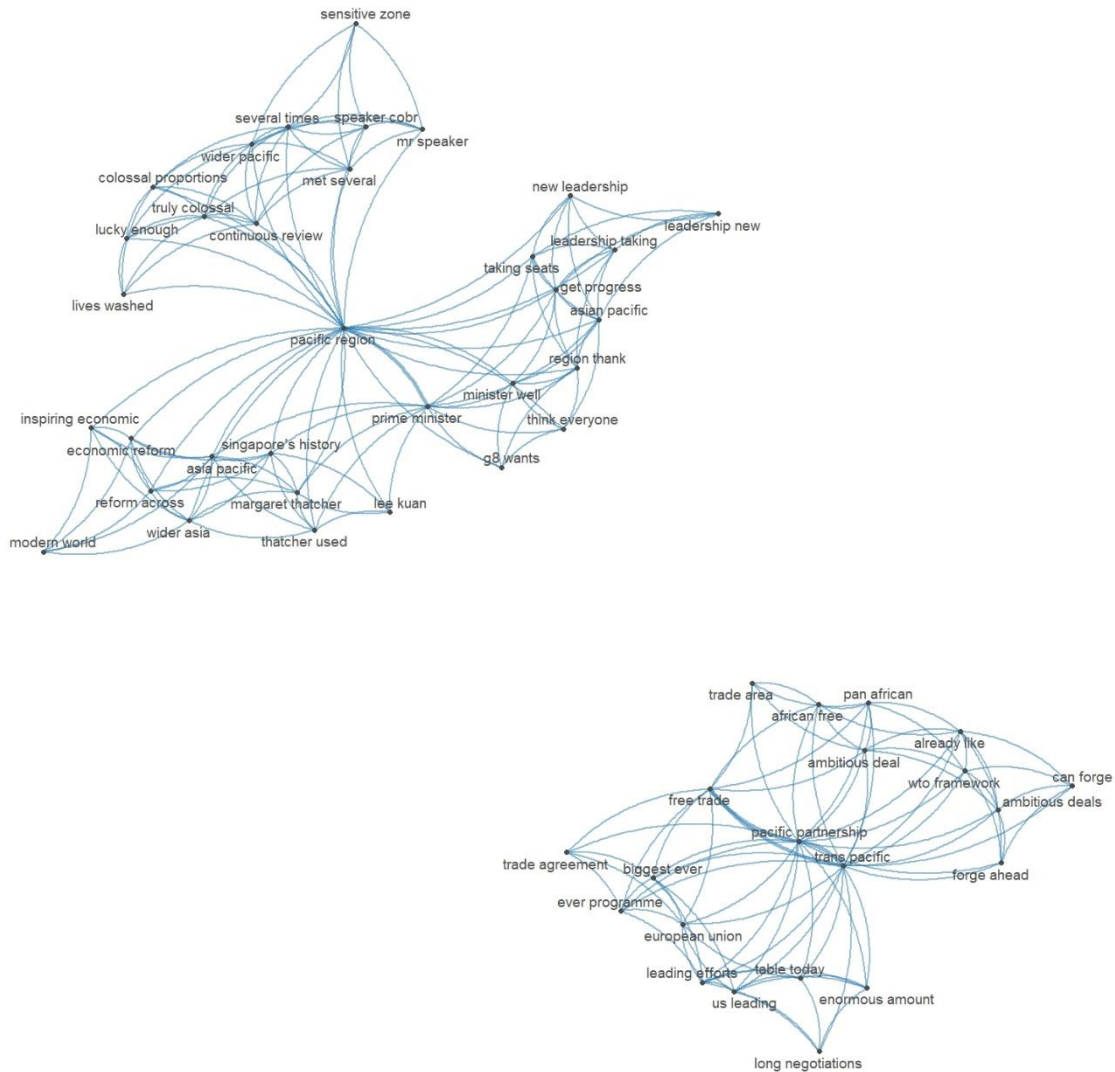 sensitive zone
several times
speaker cobr
mr speaker
wider pacific
colossal proportions
met several
new leadership
truly colossal
lucky enough
continuous review
leadership new
leadership taking
taking seats
get progress
lives washed
asian pacific
pacific region
region thank
minister well
prime minister
think everyone
inspiring economic
economic reform
singapore's history
asia pacific
g8 wants
reform across
margaret thatcher
lee kuan
wider asia
modern world
thatcher used
trade area
pan african
african free
already like
ambitious deal
can forge
wto framework
free trade
ambitious deals
pacific partnership
trans pacific
trade agreement
biggest ever
forge ahead
ever programme
european union
leading efforts
table today
us leading
enormous amount
long negotiations